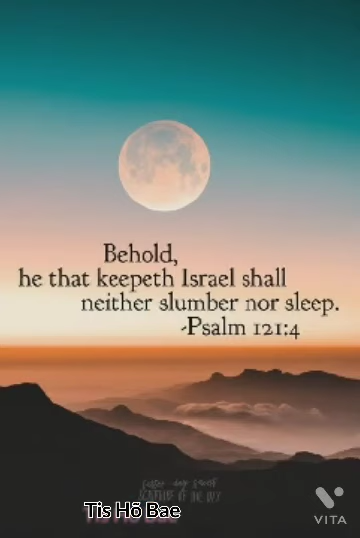 Behold,
he that keepeth Israel shall
neither slumber nor sleep.
-Psalm 121:4
Tis Hō Bae
VITA